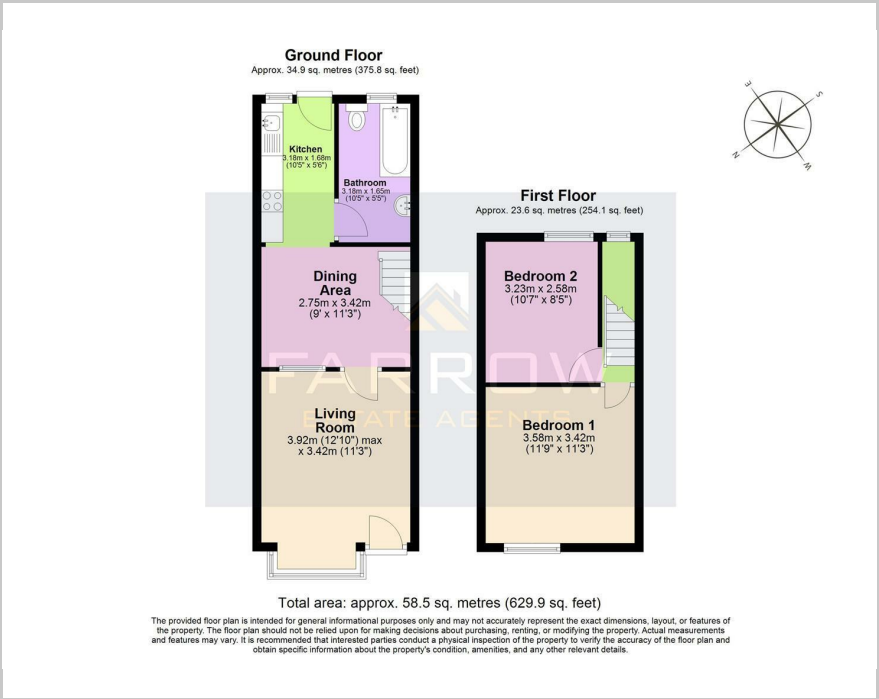 Ground Floor
Approx. 34.9 sq. metres (375.8 sq. feet)
Kitchen
3.18m x 1.68m
(10'5" x 5'6")
Bathroom
3.18m x 1.65m
(10'5" x 5'5")
Dining
Area
2.75m x 3.42m
(9' x 11'3")
Living
Room
3.92m (12'10") max
x 3.42m (11'3")
E
S
N
W
First Floor
Approx. 23.6 sq. metres (254.1 sq. feet)
Bedroom 2
3.23m x 2.58m
(10'7" x 8'5")
Bedroom 1
3.58m x 3.42m
(11'9" x 11'3")
FARROW
ESTATE AGENTS
Total area: approx. 58.5 sq. metres (629.9 sq. feet)
The provided floor plan is intended for general informational purposes only and may not accurately represent the exact dimensions, layout, or features of
the property. The floor plan should not be relied upon for making decisions about purchasing, renting, or modifying the property. Actual measurements
and features may vary. It is recommended that interested parties conduct a physical inspection of the property to verify the accuracy of the floor plan and
obtain specific information about the property's condition, amenities, and any other relevant details.